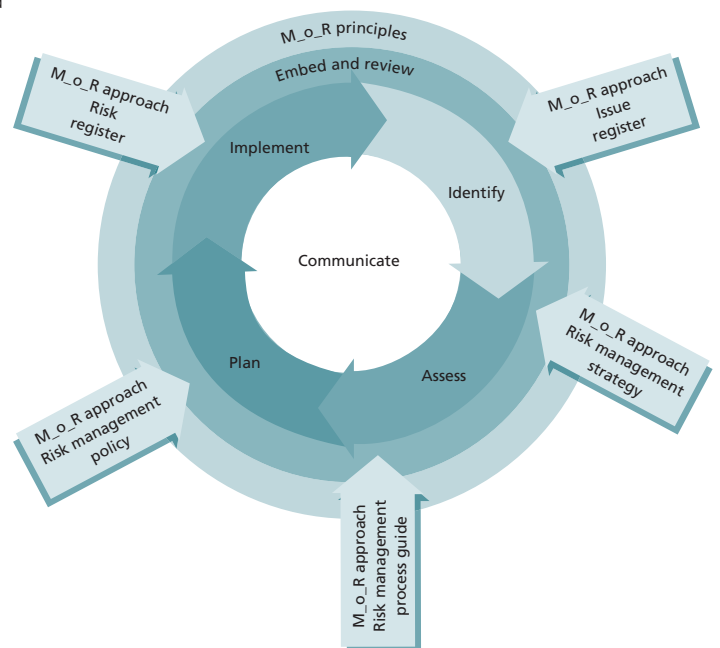 M_o_R principles
Embed and review
M_o_R approach
Risk
register
M_o_R approach
Issue
register
Implement
Identify
Communicate
Plan
Assess
M_o_R approach
Risk management
strategy
M_o_R approach
Risk management
policy
M_o_R approach
Risk management
process guide